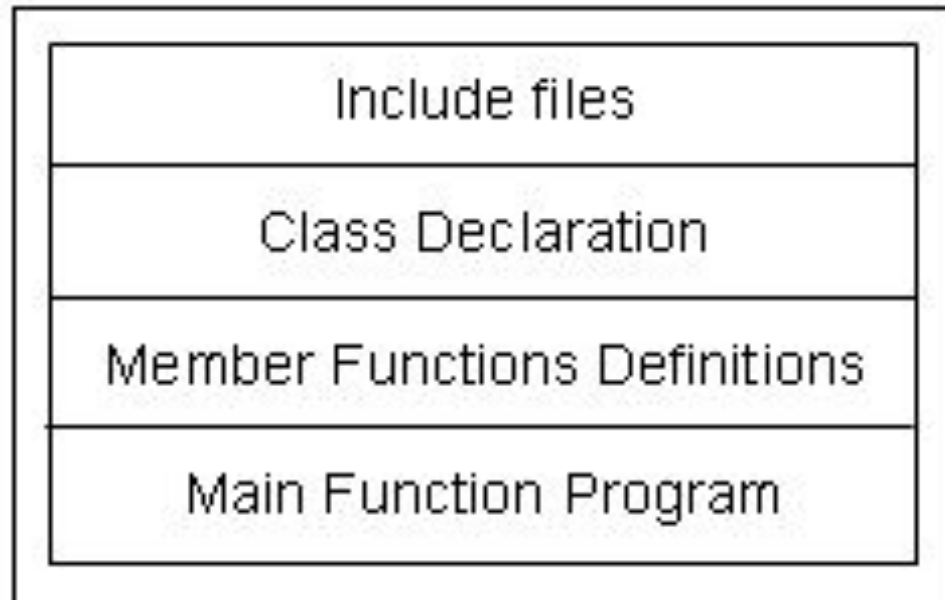 Include files
Class Declaration
Member Functions Definitions
Main Function Program